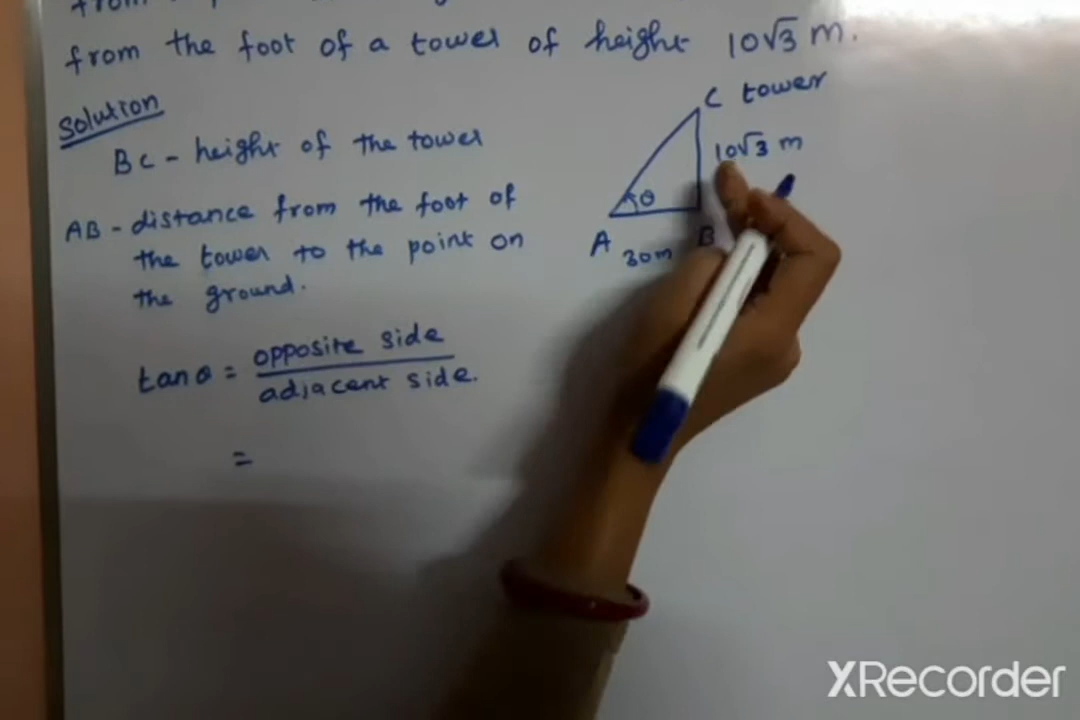 from the foot of a tower of height 10√3 m.
Solution
C tower
BC - height of the tower
10√3 m
AB - distance from the foot of
the tower to the point on
the ground.
θ
A
30m
B
tan θ = opposite side
adjacent side.
=
XRecorder